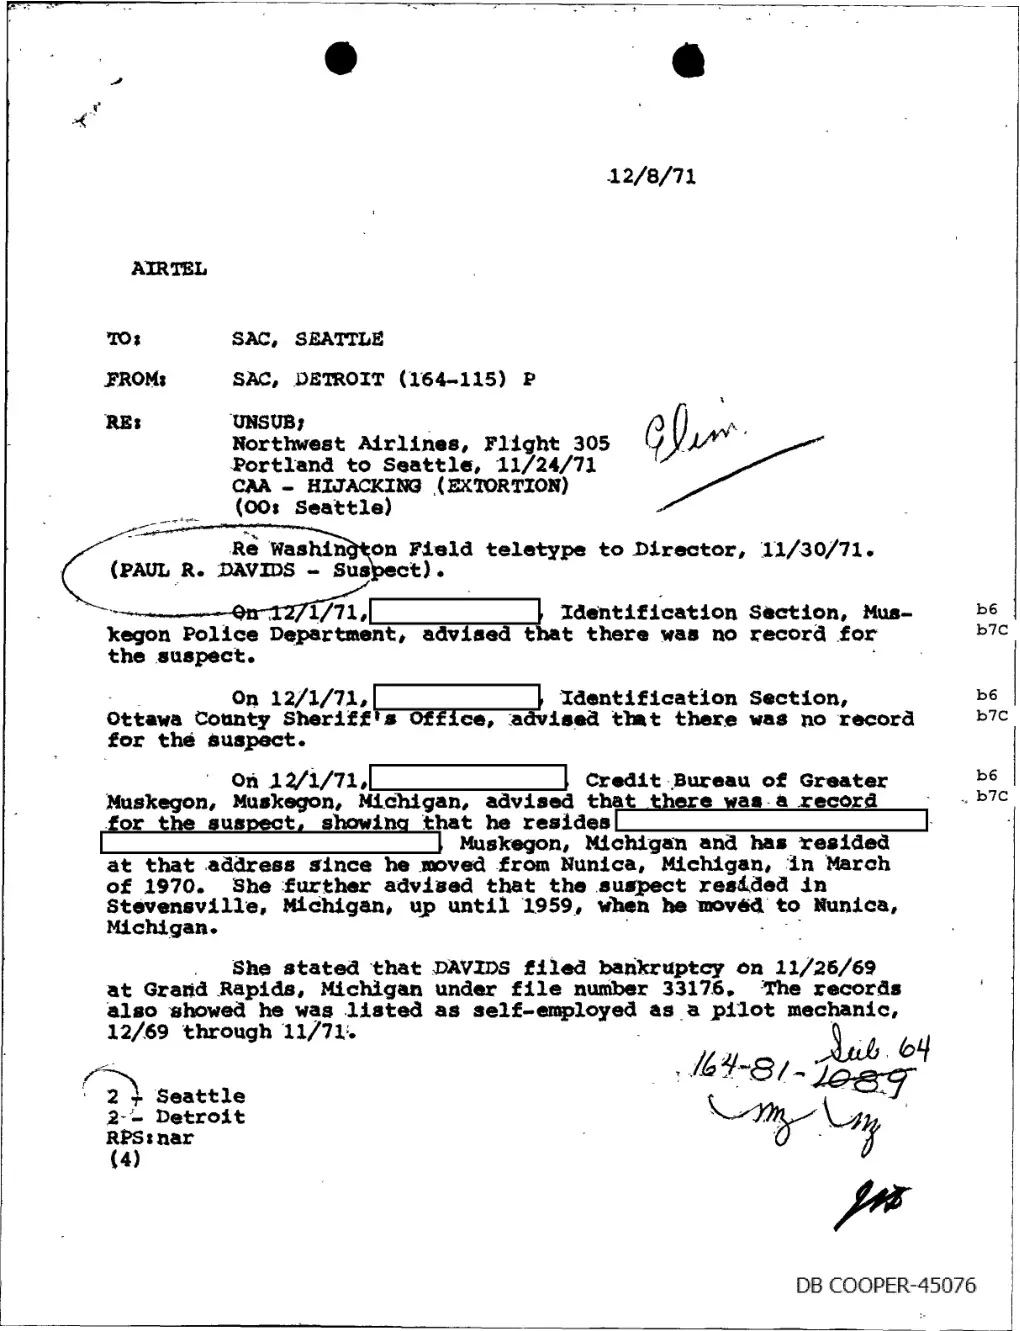 12/8/71
AIRTEL
TO: SAC, SEATTLE
FROM: SAC, DETROIT (164-115) P
RE: UNSUB;
Northwest Airlines, Flight 305
Portland to Seattle, 11/24/71
CAA - HIJACKING (EXTORTION)
(OO: Seattle)
Elim.
Re Washington Field teletype to Director, 11/30/71.
(PAUL R. DAVIDS - Suspect).
On 12/1/71, , Identification Section, Mus-
b6
kegon Police Department, advised that there was no record for
b7C
the suspect.
On 12/1/71, , Identification Section,
b6
Ottawa County Sheriff's Office, advised that there was no record
b7C
for the suspect.
On 12/1/71, , Credit Bureau of Greater
b6
Muskegon, Muskegon, Michigan, advised that there was a record
b7C
for the suspect, showing that he resides
, Muskegon, Michigan and has resided
at that address since he moved from Nunica, Michigan, in March
of 1970. She further advised that the suspect resided in
Stevensville, Michigan, up until 1959, when he moved to Nunica,
Michigan.
She stated that DAVIDS filed bankruptcy on 11/26/69
at Grand Rapids, Michigan under file number 33176. The records
also showed he was listed as self-employed as a pilot mechanic,
12/69 through 11/71.
Sub. 64
164-81-1089
2 - Seattle
2 - Detroit
RPS:nar
(4)
DB COOPER-45076